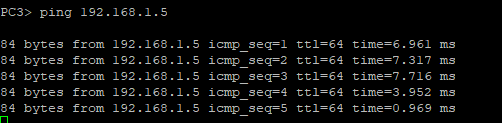 PC3> ping 192.168.1.5
84 bytes from 192.168.1.5 icmp_seq=1 ttl=64 time=6.961 ms
84 bytes from 192.168.1.5 icmp_seq=2 ttl=64 time=7.317 ms
84 bytes from 192.168.1.5 icmp_seq=3 ttl=64 time=7.716 ms
84 bytes from 192.168.1.5 icmp_seq=4 ttl=64 time=3.952 ms
84 bytes from 192.168.1.5 icmp_seq=5 ttl=64 time=0.969 ms